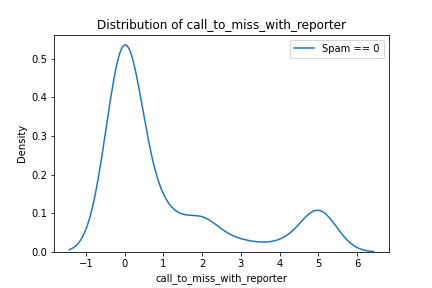 Distribution of call_to_miss_with_reporter
Spam == 0
Density
0.5
0.4
0.3
0.2
0.1
0.0
−1 0 1 2 3 4 5 6
call_to_miss_with_reporter